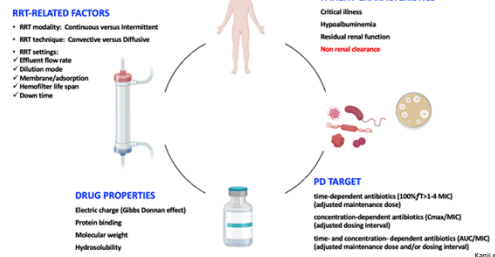 RRT-RELATED FACTORS
• RRT modality: Continuous versus Intermittent
• RRT technique: Convective versus Diffusive
• RRT settings:
✓ Effluent flow rate
✓ Dilution mode
✓ Membrane/adsorption
✓ Hemofilter life span
✓ Down time
Critical illness
Hypoalbuminemia
Residual renal function
Non renal clearance
DRUG PROPERTIES
Electric charge (Gibbs Donnan effect)
Protein binding
Molecular weight
Hydrosolubility
PD TARGET
time-dependent antibiotics (100%fT>1-4 MIC)
(adjusted maintenance dose)
concentration-dependent antibiotics (Cmax/MIC)
(adjusted dosing interval)
time- and concentration- dependent antibiotics (AUC/MIC)
(adjusted maintenance dose and/or dosing interval)